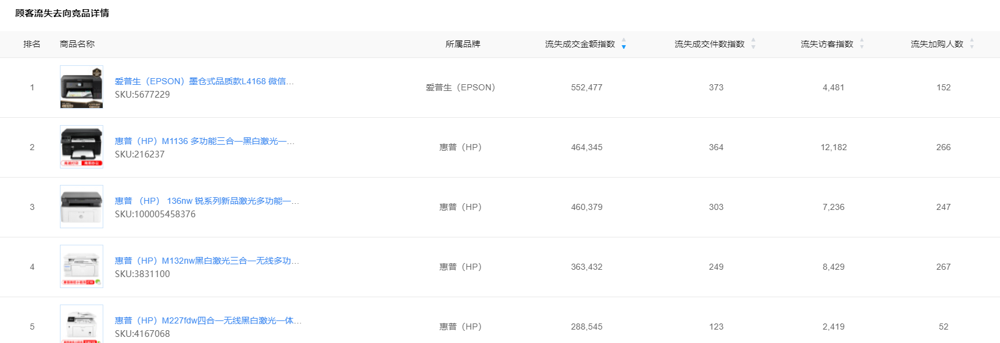 顾客流失去向竞品详情
排名 商品名称 所属品牌 流失成交金额指数 流失成交件数指数 流失访客指数 流失加购人数
1 爱普生（EPSON）墨仓式品质款L4168 微信... 爱普生（EPSON） 552,477 373 4,481 152
SKU:5677229
2 惠普（HP）M1136 多功能三合一黑白激光一... 惠普（HP） 464,345 364 12,182 266
SKU:216237
3 惠普 （HP） 136nw 锐系列新品激光多功能一... 惠普（HP） 460,379 303 7,236 247
SKU:100005458376
4 惠普（HP）M132nw黑白激光三合一无线多功... 惠普（HP） 363,432 249 8,429 267
SKU:3831100
5 惠普（HP）M227fdw四合一无线黑白激光一体... 惠普（HP） 288,545 123 2,419 52
SKU:4167068